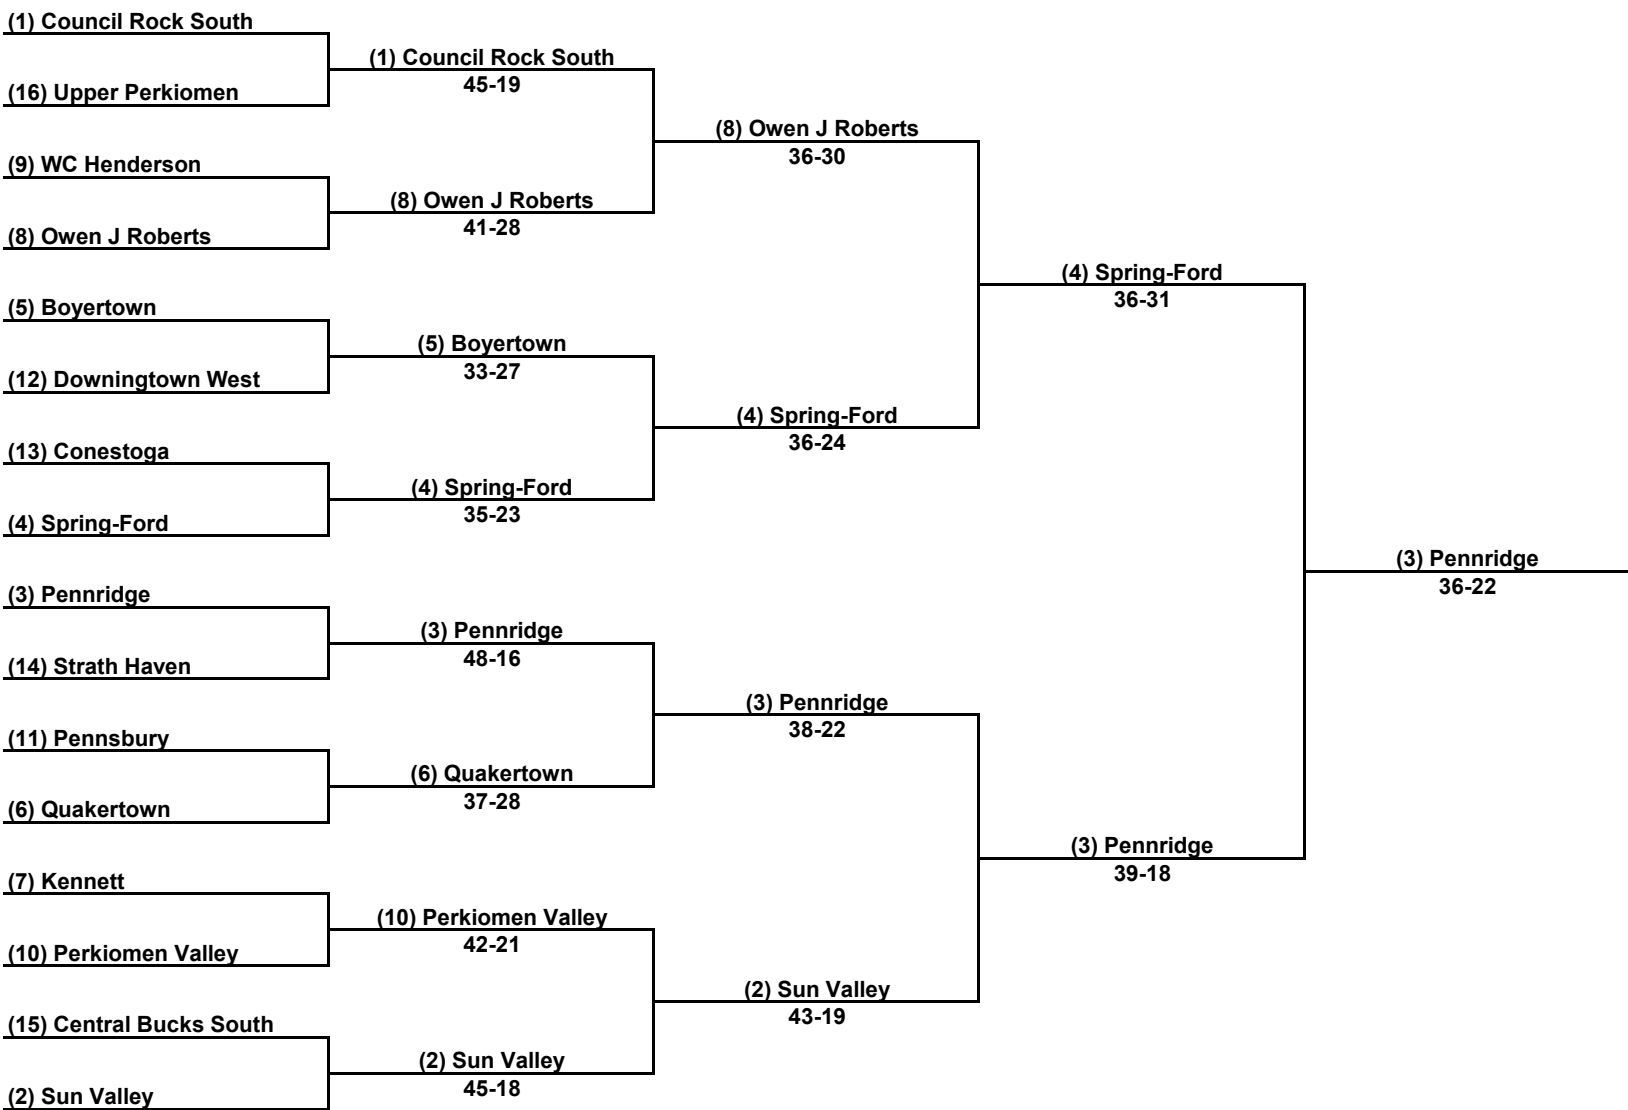 (1) Council Rock South
(16) Upper Perkiomen
(9) WC Henderson
(8) Owen J Roberts
(5) Boyertown
(12) Downingtown West
(13) Conestoga
(4) Spring-Ford
(3) Pennridge
(14) Strath Haven
(11) Pennsbury
(6) Quakertown
(7) Kennett
(10) Perkiomen Valley
(15) Central Bucks South
(2) Sun Valley
(1) Council Rock South
45-19
(8) Owen J Roberts
41-28
(5) Boyertown
33-27
(4) Spring-Ford
35-23
(3) Pennridge
48-16
(6) Quakertown
37-28
(10) Perkiomen Valley
42-21
(2) Sun Valley
45-18
(8) Owen J Roberts
36-30
(4) Spring-Ford
36-24
(3) Pennridge
38-22
(2) Sun Valley
43-19
(4) Spring-Ford
36-31
(3) Pennridge
39-18
(3) Pennridge
36-22